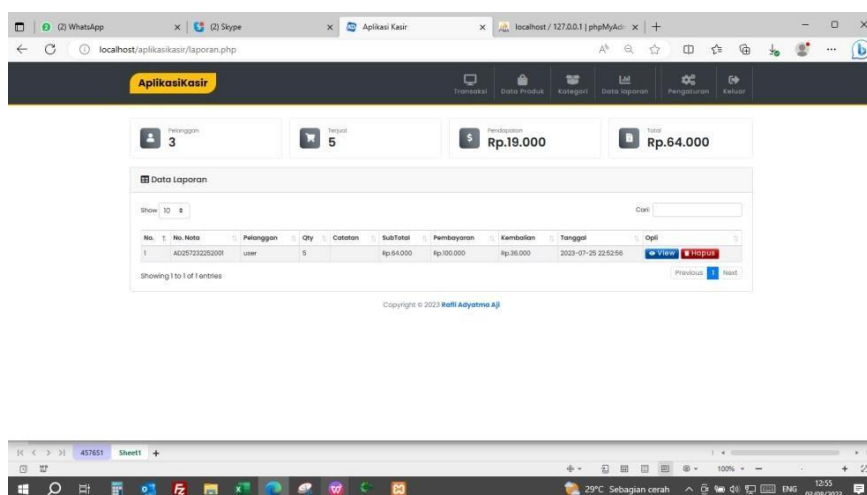 (2) WhatsApp
(2) Skype
Aplikasi Kasir
localhost / 127.0.0.1 | phpMyAdr
localhost/aplikasikasir/laporan.php
AplikasiKasir
Transaksi
Data Produk
Kategori
Data laporan
Pengaturan
Keluar
Pelanggan
3
Terjual
5
Pendapatan
Rp.19.000
Total
Rp.64.000
Data Laporan
Show 10
Cari:
No. No. Nota Pelanggan Qty Catatan SubTotal Pembayaran Kembalian Tanggal Opli
1 AD257232252001 user 5 Rp.64.000 Rp.100.000 Rp.36.000 2023-07-25 22:52:56 View Hapus
Showing 1 to 1 of 1 entries
Previous 1 Next
Copyright © 2023 Rafli Adyatma Aji
457651 Sheet1
100%
29°C Sebagian cerah
ENG
12:55
02/08/2023